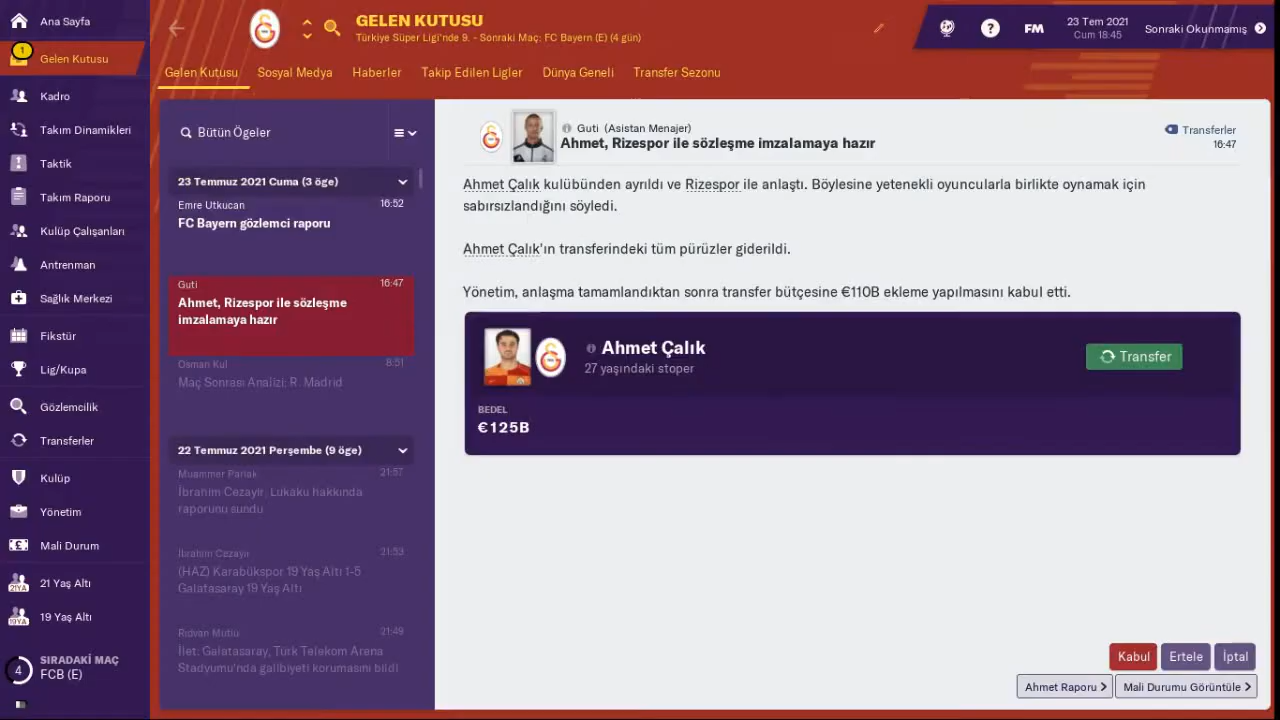 Ana Sayfa
1
Gelen Kutusu
Kadro
Takım Dinamikleri
Taktik
Takım Raporu
Kulüp Çalışanları
Antrenman
Sağlık Merkezi
Fikstür
Lig/Kupa
Gözlemcilik
Transferler
Kulüp
Yönetim
Mali Durum
21YA
21 Yaş Altı
19YA
19 Yaş Altı
4
SIRADAKİ MAÇ
FCB (E)
GELEN KUTUSU
Türkiye Süper Ligi'nde 9. - Sonraki Maç: FC Bayern (E) (4 gün)
FM
23 Tem 2021
Cum 18:45
Sonraki Okunmamış
Gelen Kutusu
Sosyal Medya
Haberler
Takip Edilen Ligler
Dünya Geneli
Transfer Sezonu
Bütün Ögeler
23 Temmuz 2021 Cuma (3 öge)
Emre Utkucan 16:52
FC Bayern gözlemci raporu
Guti 16:47
Ahmet, Rizespor ile sözleşme
imzalamaya hazır
Osman Kul 8:51
Maç Sonrası Analizi: R. Madrid
22 Temmuz 2021 Perşembe (9 öge)
Muammer Parlak 21:57
İbrahim Cezayir, Lukaku hakkında
raporunu sundu
İbrahim Cezayir 21:53
(HAZ) Karabükspor 19 Yaş Altı 1-5
Galatasaray 19 Yaş Altı
Rıdvan Mutlu 21:49
İlet: Galatasaray, Türk Telekom Arena
Stadyumu'nda galibiyeti korumasını bildi
Guti (Asistan Menajer)
Ahmet, Rizespor ile sözleşme imzalamaya hazır
Transferler
16:47
Ahmet Çalık kulübünden ayrıldı ve Rizespor ile anlaştı. Böylesine yetenekli oyuncularla birlikte oynamak için
sabırsızlandığını söyledi.
Ahmet Çalık'ın transferindeki tüm pürüzler giderildi.
Yönetim, anlaşma tamamlandıktan sonra transfer bütçesine €110B ekleme yapılmasını kabul etti.
Ahmet Çalık
27 yaşındaki stoper
Transfer
BEDEL
€125B
Kabul
Ertele
İptal
Ahmet Raporu
Mali Durumu Görüntüle